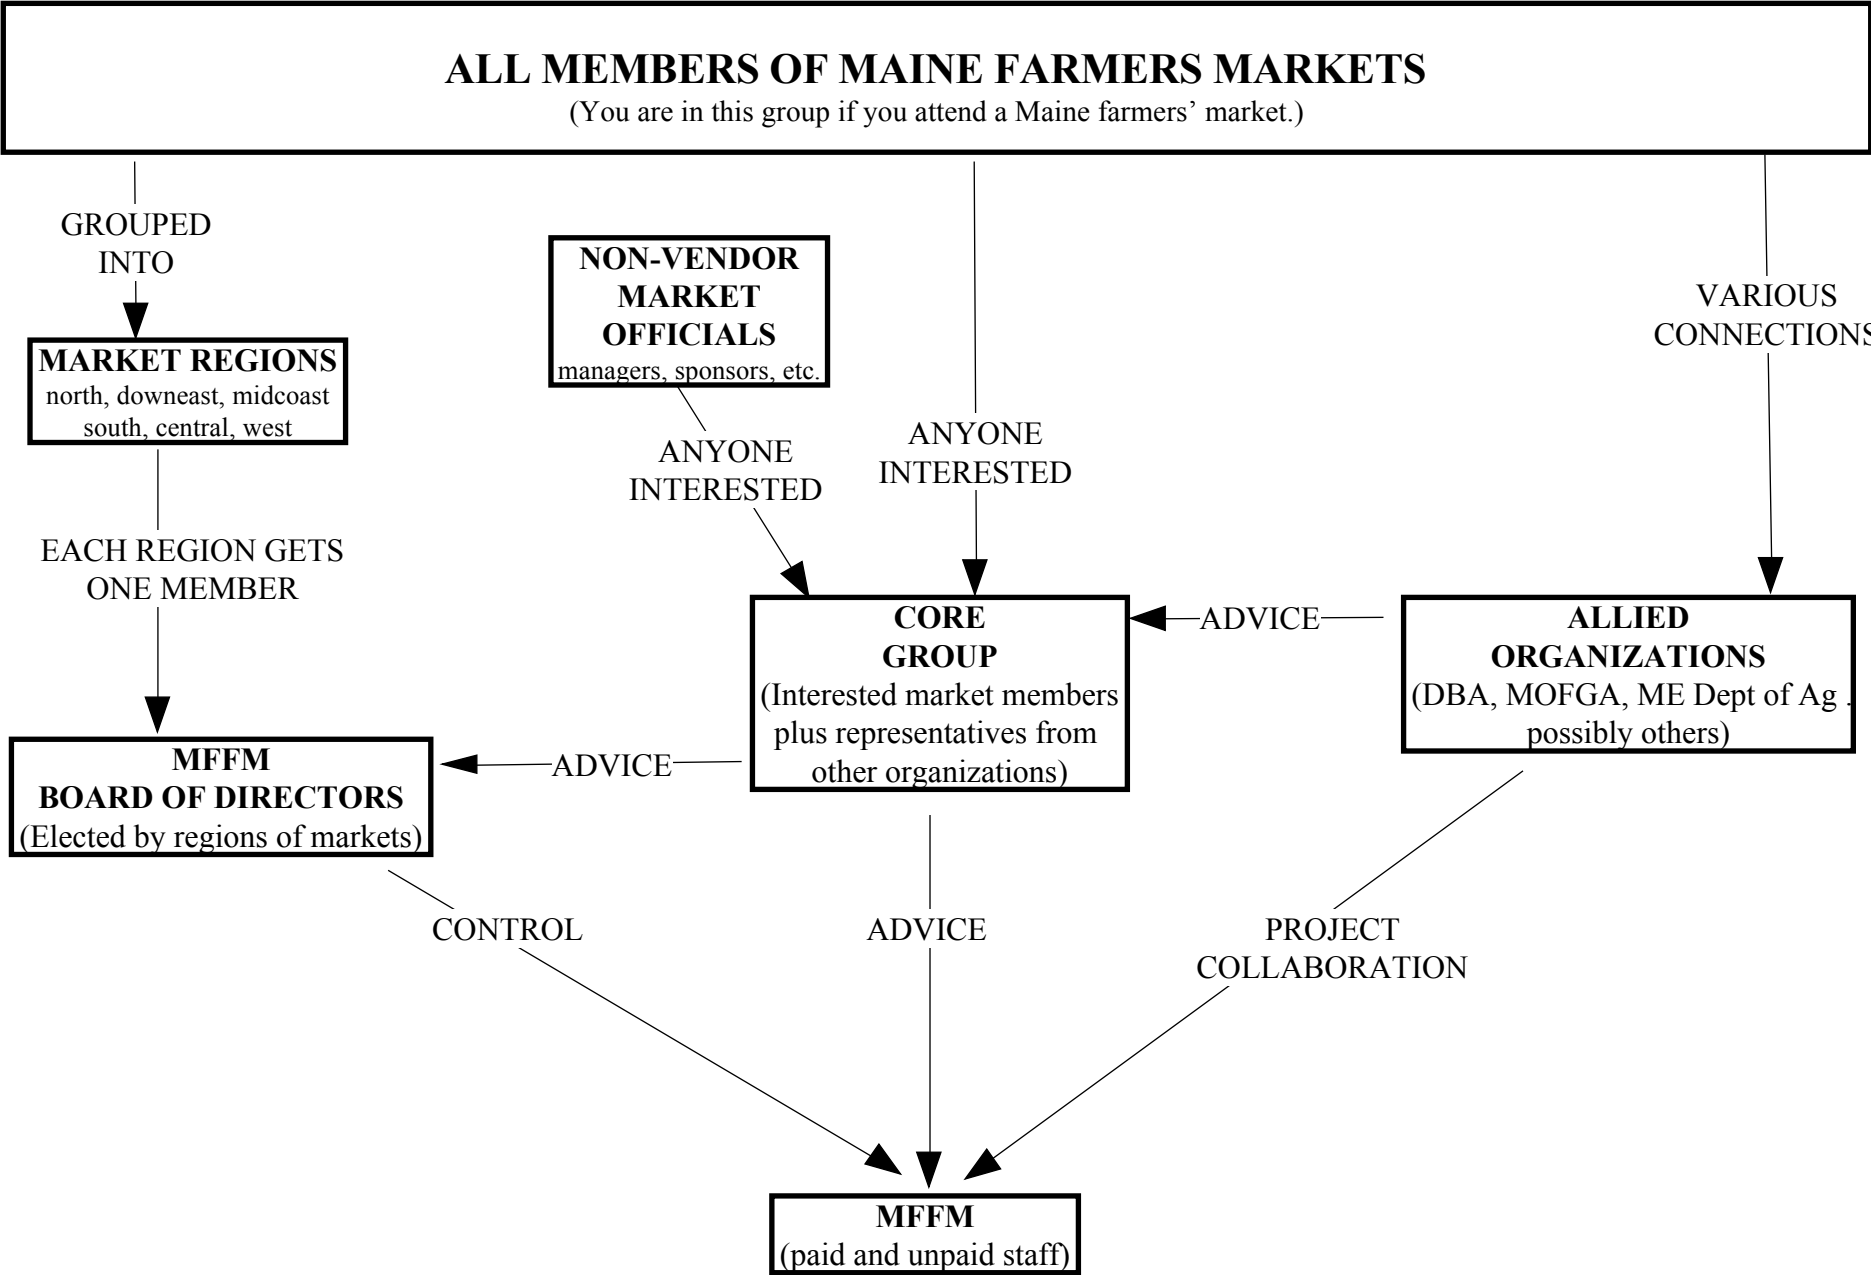 ALL MEMBERS OF MAINE FARMERS MARKETS
(You are in this group if you attend a Maine farmers’ market.)
GROUPED
INTO
NON-VENDOR
MARKET
OFFICIALS
managers, sponsors, etc.
VARIOUS
CONNECTIONS
MARKET REGIONS
north, downeast, midcoast
south, central, west
ANYONE
INTERESTED
ANYONE
INTERESTED
EACH REGION GETS
ONE MEMBER
CORE
GROUP
(Interested market members
plus representatives from
other organizations)
ADVICE
ALLIED
ORGANIZATIONS
(DBA, MOFGA, ME Dept of Ag .
possibly others)
MFFM
BOARD OF DIRECTORS
(Elected by regions of markets)
ADVICE
CONTROL
ADVICE
PROJECT
COLLABORATION
MFFM
(paid and unpaid staff)